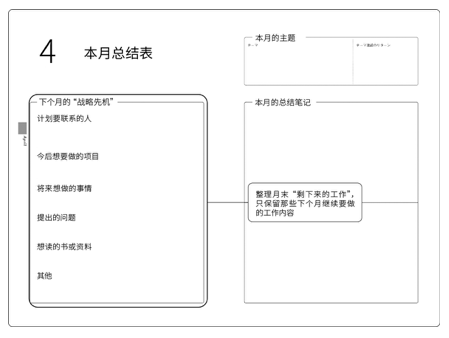 4
本月总结表
本月的主题
下个月的“战略先机”
计划要联系的人
今后想要做的项目
将来想做的事情
提出的问题
想读的书或资料
其他
本月的总结笔记
整理月末“剩下来的工作”，
只保留那些下个月继续要做
的工作内容